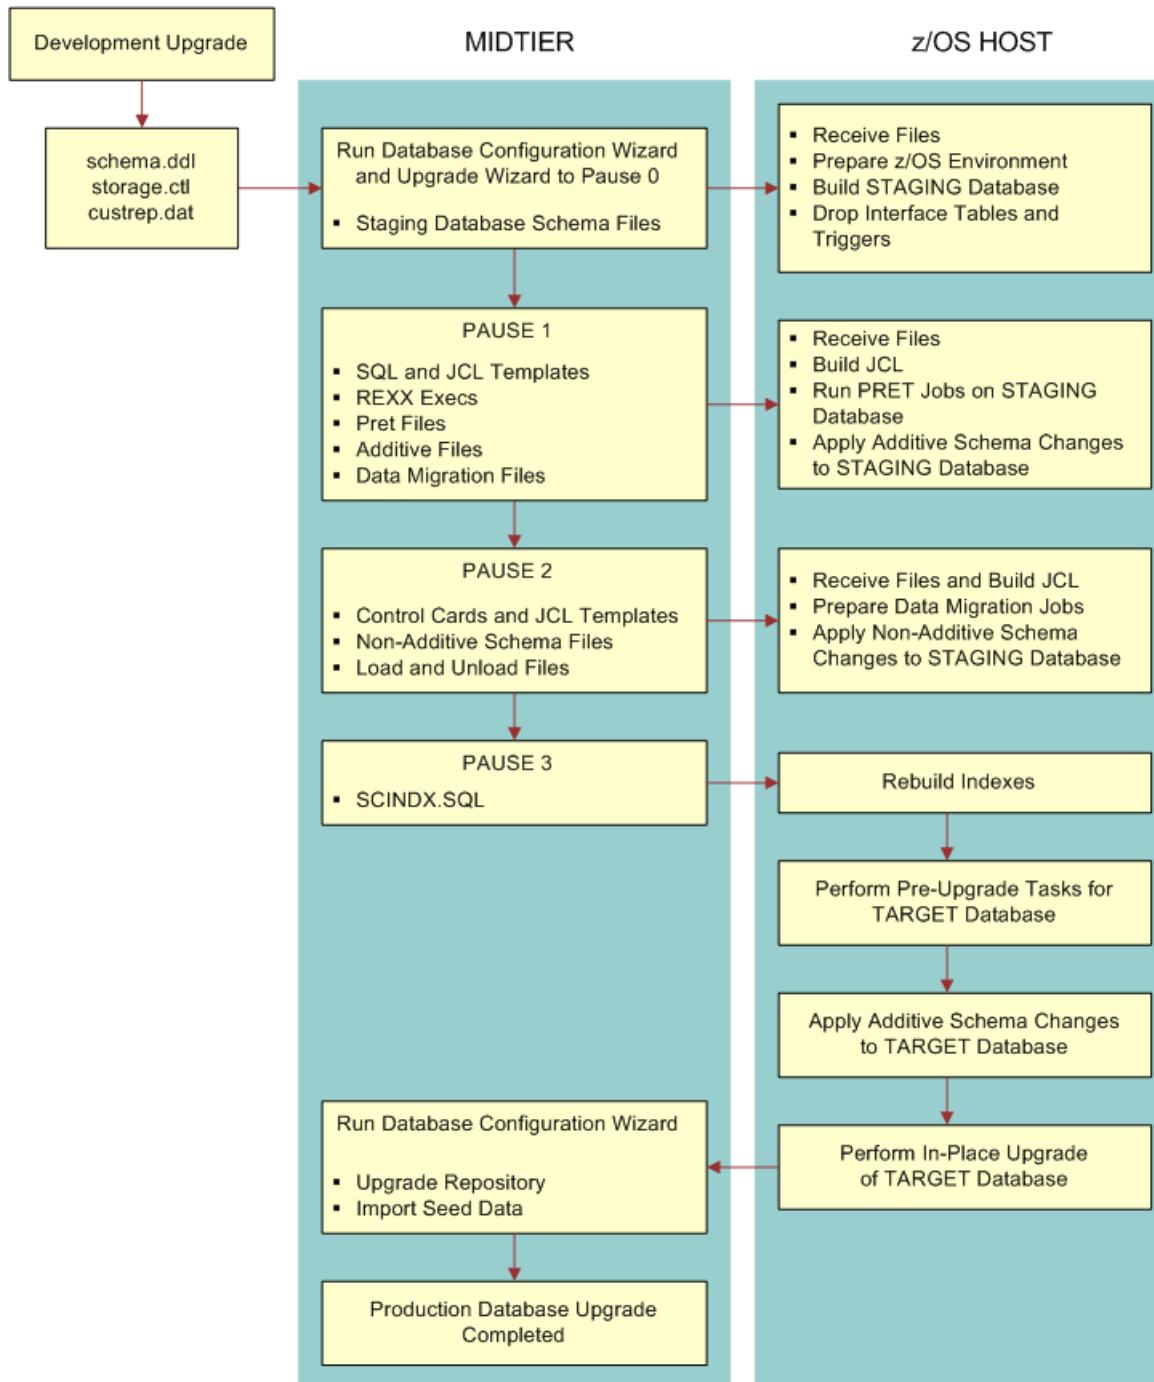 Development Upgrade
MIDTIER
z/OS HOST
schema.ddl
storage.ctl
custrep.dat
Run Database Configuration Wizard
and Upgrade Wizard to Pause 0
▪ Staging Database Schema Files
▪ Receive Files
▪ Prepare z/OS Environment
▪ Build STAGING Database
▪ Drop Interface Tables and
Triggers
PAUSE 1
▪ SQL and JCL Templates
▪ REXX Execs
▪ Pret Files
▪ Additive Files
▪ Data Migration Files
▪ Receive Files
▪ Build JCL
▪ Run PRET Jobs on STAGING
Database
▪ Apply Additive Schema Changes
to STAGING Database
PAUSE 2
▪ Control Cards and JCL Templates
▪ Non-Additive Schema Files
▪ Load and Unload Files
▪ Receive Files and Build JCL
▪ Prepare Data Migration Jobs
▪ Apply Non-Additive Schema
Changes to STAGING Database
PAUSE 3
▪ SCINDX.SQL
Rebuild Indexes
Perform Pre-Upgrade Tasks for
TARGET Database
Apply Additive Schema Changes
to TARGET Database
Perform In-Place Upgrade
of TARGET Database
Run Database Configuration Wizard
▪ Upgrade Repository
▪ Import Seed Data
Production Database Upgrade
Completed